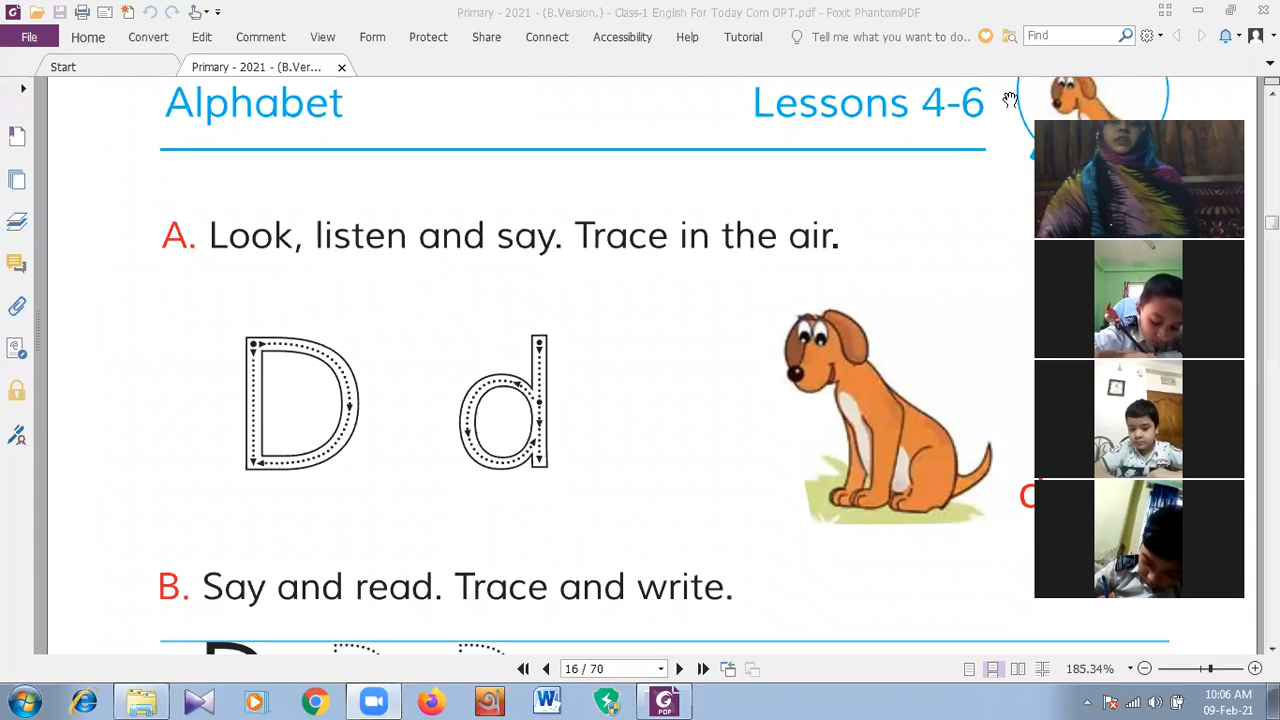 Primary - 2021 - (B.Version.) - Class-1 English For Today Com OPT.pdf - Foxit PhantomPDF
File Home Convert Edit Comment View Form Protect Share Connect Accessibility Help Tutorial Tell me what you want to do.. Find
Start Primary - 2021 - (B.Ver...
Alphabet Lessons 4-6
A. Look, listen and say. Trace in the air.
D d
B. Say and read. Trace and write.
16 / 70 185.34%
PDF
10:06 AM
09-Feb-21